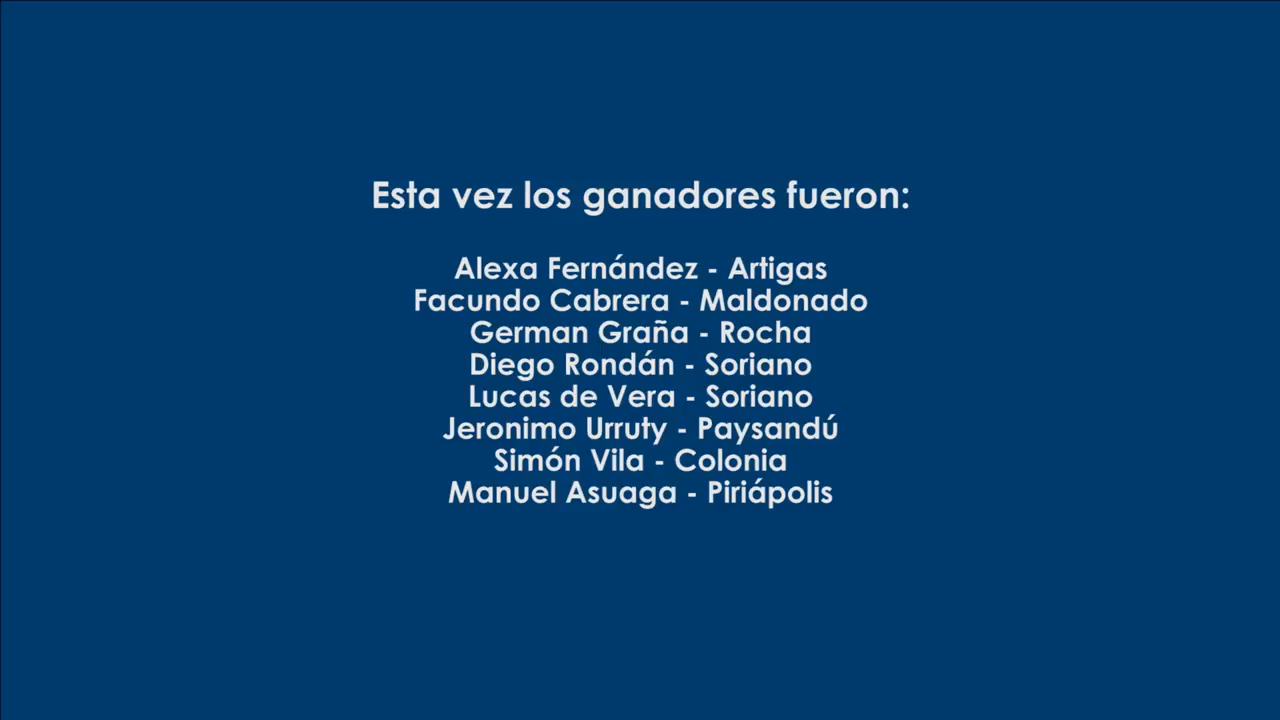 Esta vez los ganadores fueron:
Alexa Fernández - Artigas
Facundo Cabrera - Maldonado
German Graña - Rocha
Diego Rondán - Soriano
Lucas de Vera - Soriano
Jeronimo Urruty - Paysandú
Simón Vila - Colonia
Manuel Asuaga - Piriápolis